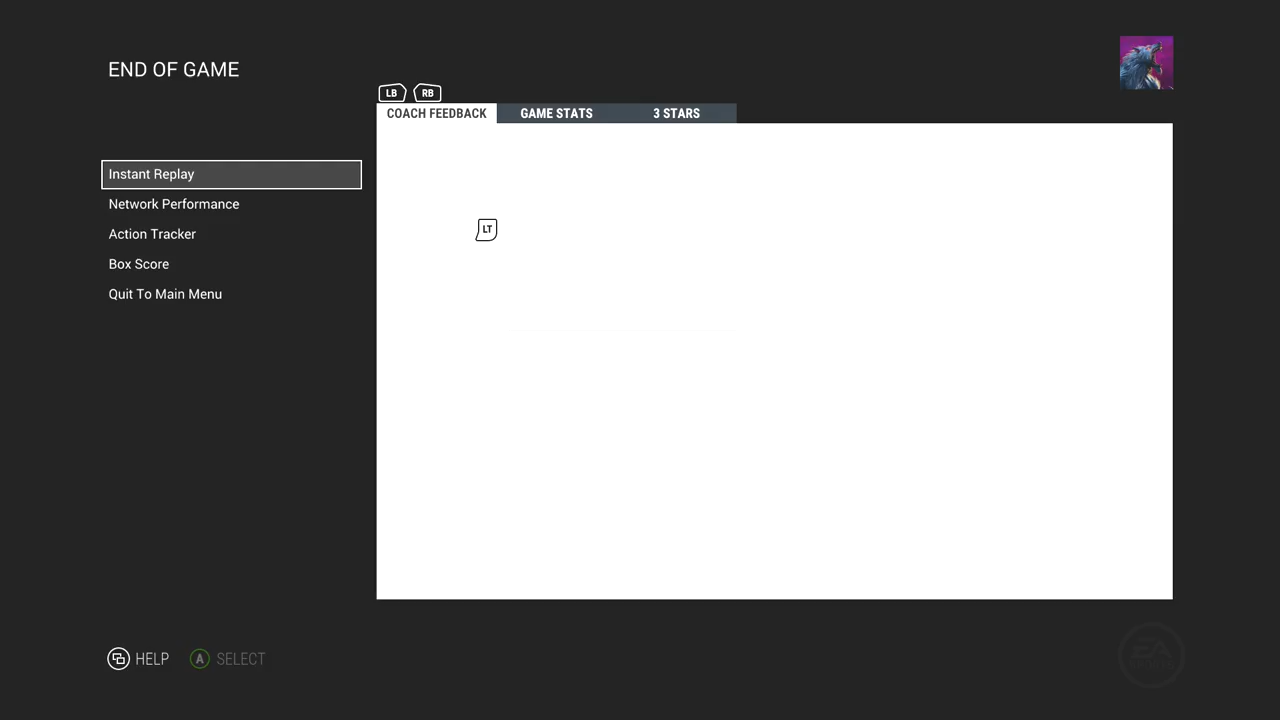 END OF GAME
LB RB
COACH FEEDBACK GAME STATS 3 STARS
Instant Replay
Network Performance
Action Tracker
Box Score
Quit To Main Menu
LT
HELP A SELECT
EA